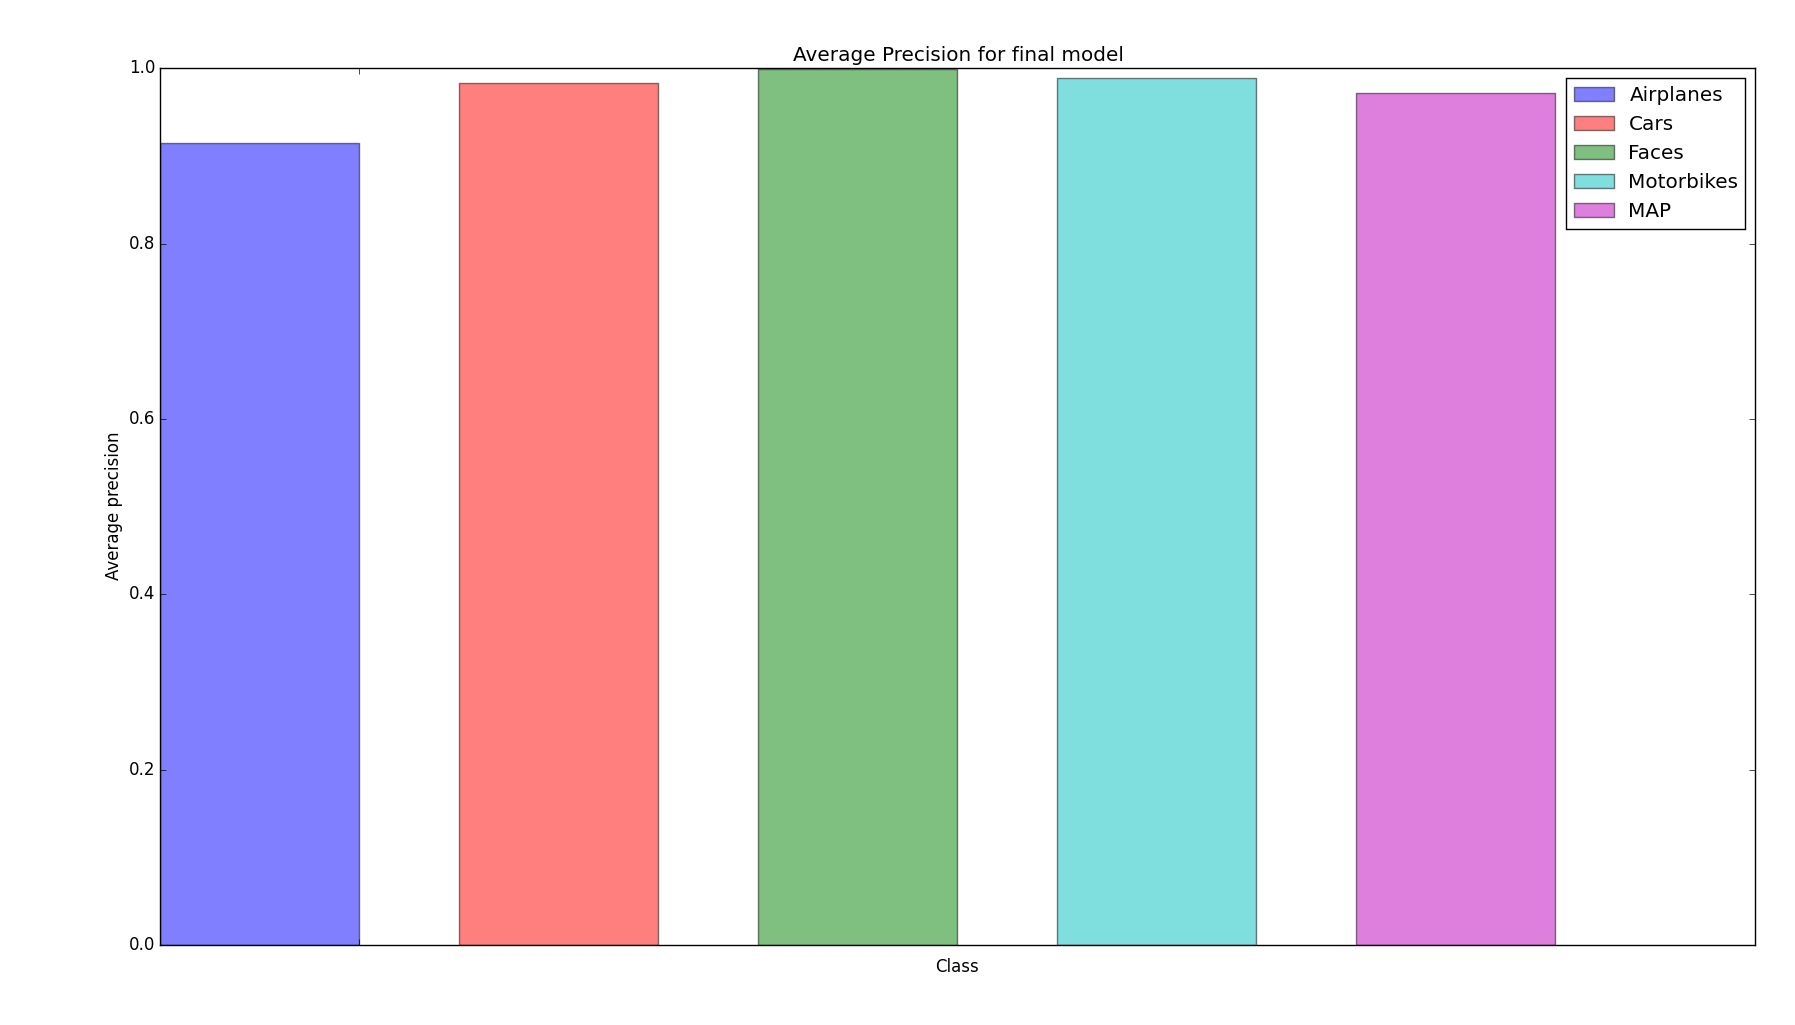 Average Precision for final model
1.0
0.8
0.6
0.4
0.2
0.0
Average precision
Class
Airplanes
Cars
Faces
Motorbikes
MAP